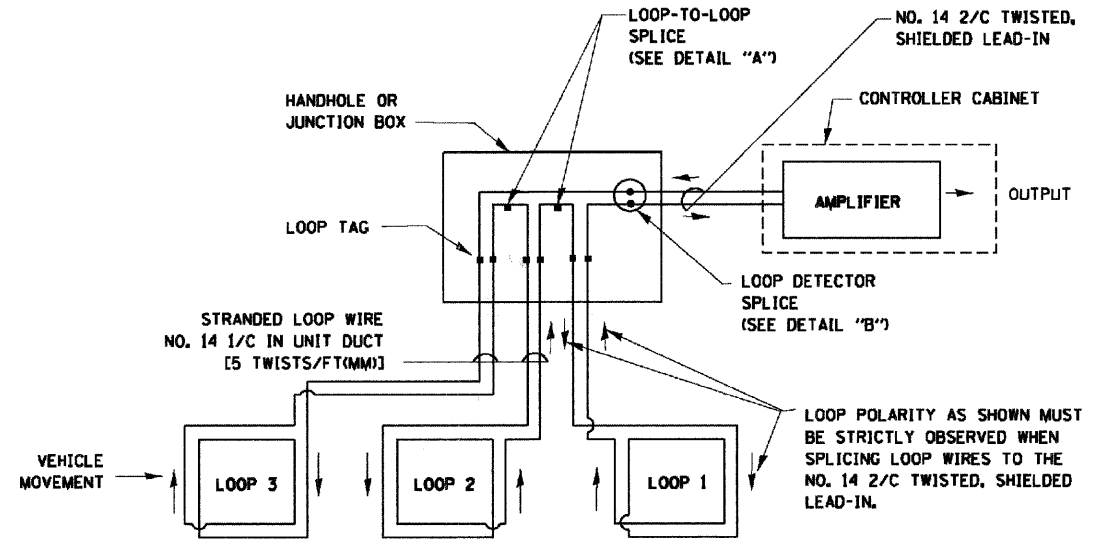 LOOP-TO-LOOP
SPLICE
(SEE DETAIL "A")
NO. 14 2/C TWISTED,
SHIELDED LEAD-IN
HANDHOLE OR
JUNCTION BOX
CONTROLLER CABINET
AMPLIFIER
OUTPUT
LOOP TAG
LOOP DETECTOR
SPLICE
(SEE DETAIL "B")
STRANDED LOOP WIRE
NO. 14 1/C IN UNIT DUCT
[5 TWISTS/FT(MM)]
LOOP POLARITY AS SHOWN MUST
BE STRICTLY OBSERVED WHEN
SPLICING LOOP WIRES TO THE
NO. 14 2/C TWISTED, SHIELDED
LEAD-IN.
VEHICLE
MOVEMENT
LOOP 3
LOOP 2
LOOP 1